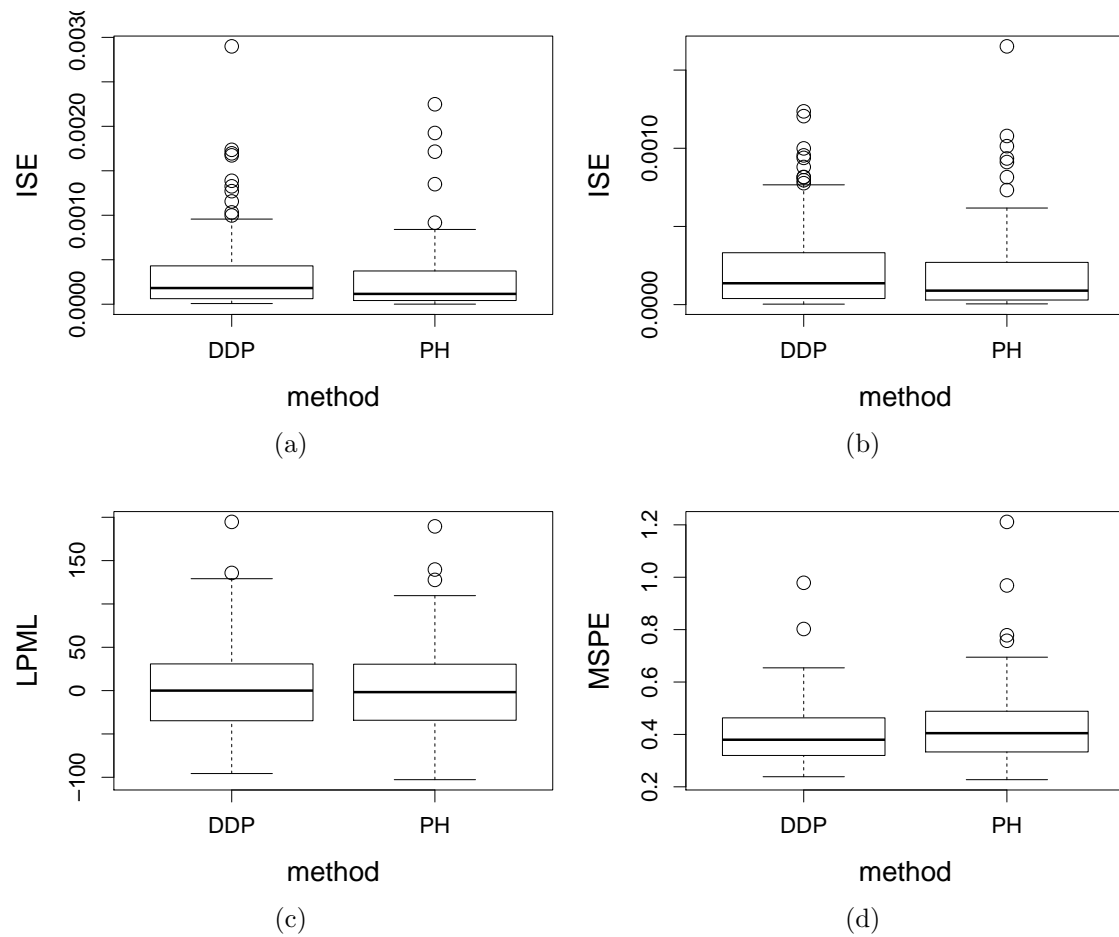 ISE
0.0000 0.0010 0.0020 0.0030
DDP PH
method
(a)
ISE
0.0000 0.0010
DDP PH
method
(b)
LPML
−100 0 50 150
DDP PH
method
(c)
MSPE
0.2 0.4 0.6 0.8 1.0 1.2
DDP PH
method
(d)